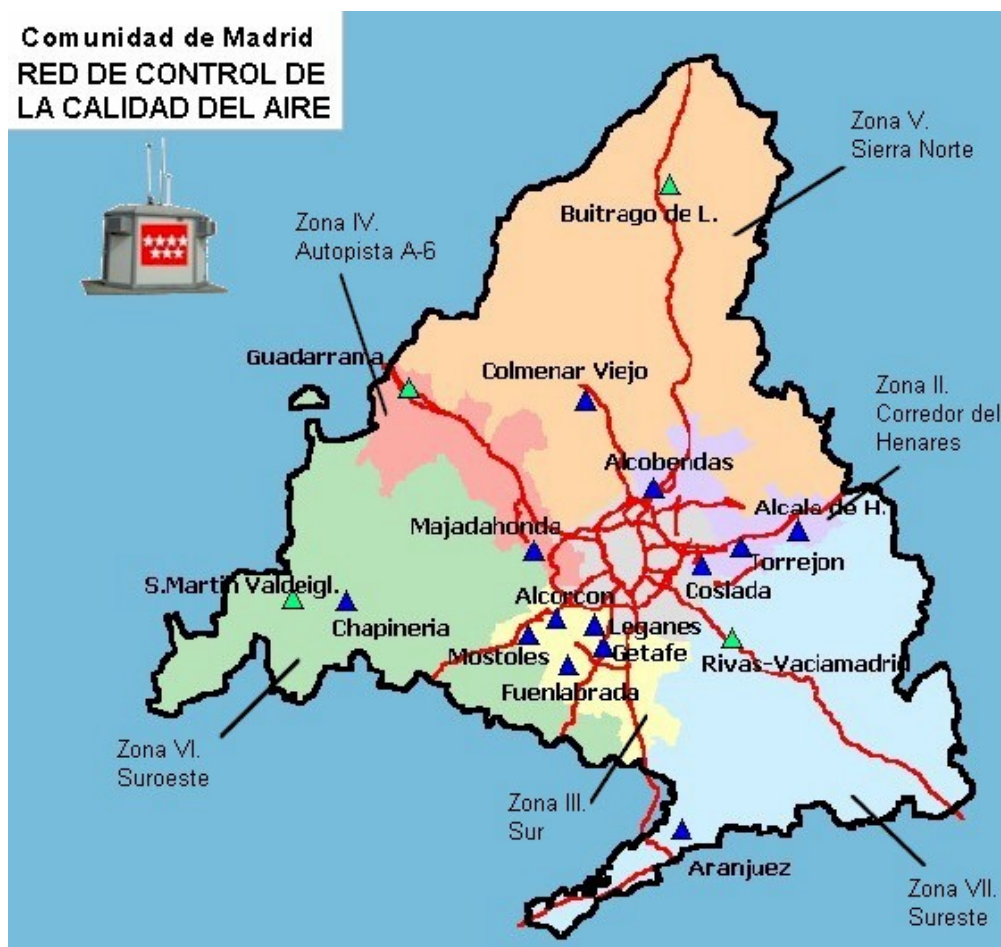 Comunidad de Madrid
RED DE CONTROL DE
LA CALIDAD DEL AIRE
Zona V.
Sierra Norte
Buitrago de L.
Zona IV.
Autopista A-6
Guadarrama
Colmenar Viejo
Zona II.
Corredor del
Henares
Alcobendas
Alcala de H.
Majadahonda
Torrejon
Coslada
S.Martin Valdeigl.
Alcorcon
Chapineria
Leganes
Mostoles
Getafe
Rivas-Vaciamadrid
Fuenlabrada
Zona VI.
Suroeste
Zona III.
Sur
Aranjuez
Zona VII.
Sureste